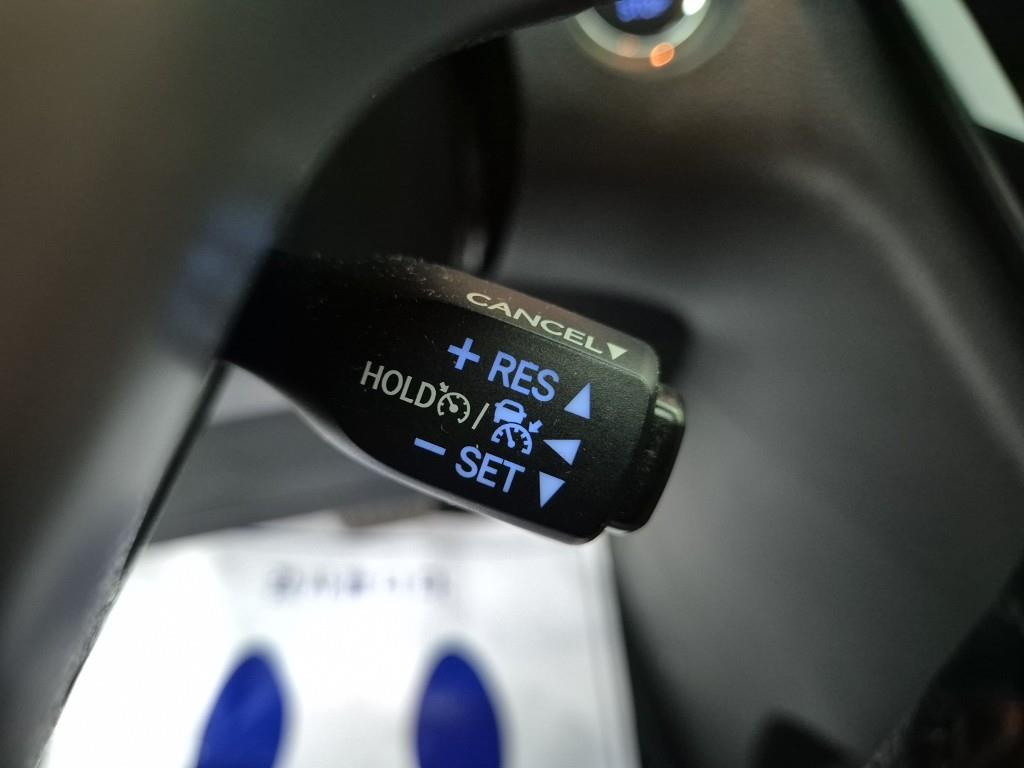 CANCEL▼
+ RES ▲
HOLD /
- SET ▼